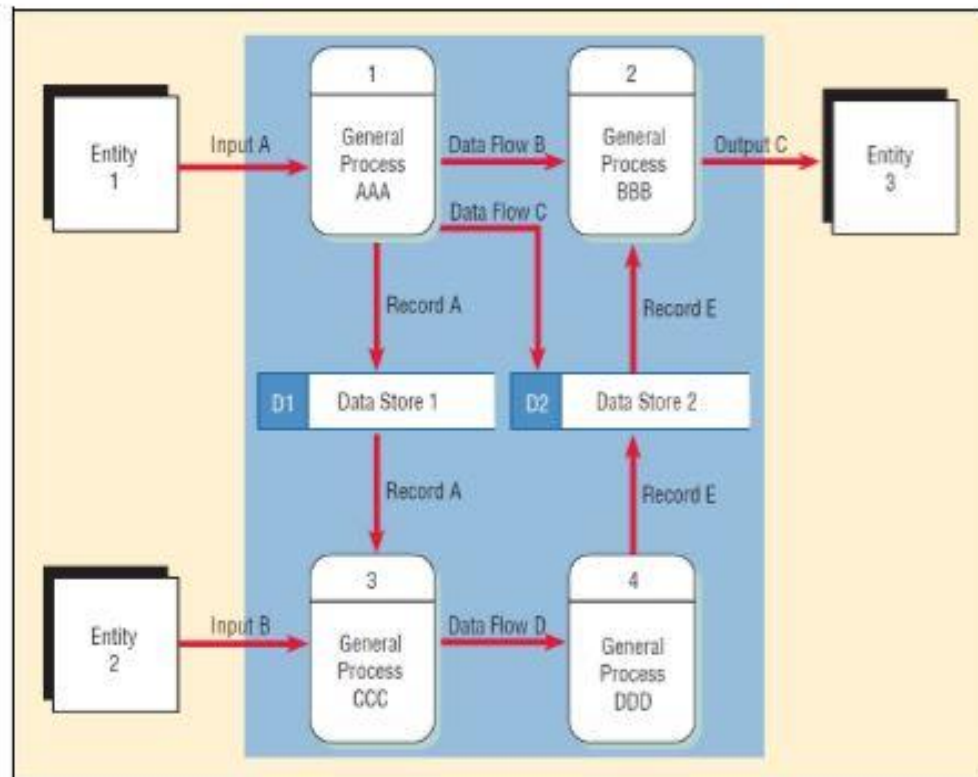 1
General
Process
AAA
2
General
Process
BBB
Entity
1
Input A
Data Flow B
Output C
Entity
3
Data Flow C
Record A
Record E
D1
Data Store 1
D2
Data Store 2
Record A
Record E
3
General
Process
CCC
4
General
Process
DDD
Entity
2
Input B
Data Flow D